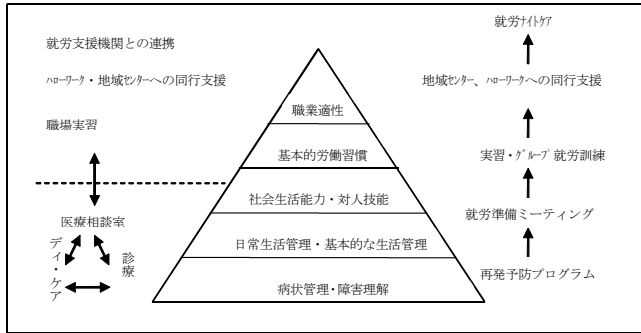 就労支援機関との連携
ﾊﾛｰﾜｰｸ・地域ｾﾝﾀｰへの同行支援
職場実習
医療相談室
デイ・ケア
診療
職業適性
基本的労働習慣
社会生活能力・対人技能
日常生活管理・基本的な生活管理
病状管理・障害理解
就労ﾅｲﾄｹｱ
地域ｾﾝﾀｰ、ﾊﾛｰﾜｰｸへの同行支援
実習・ｸﾞﾙｰﾌﾟ就労訓練
就労準備ミーティング
再発予防プログラム